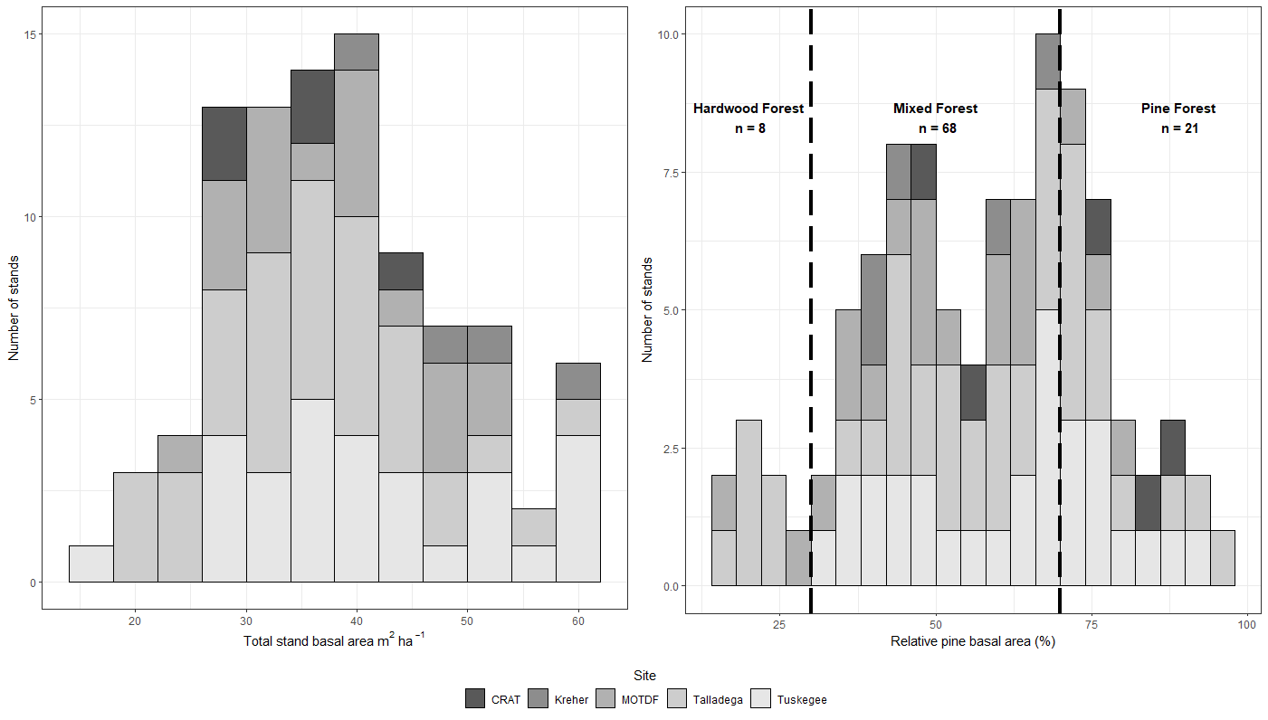 Number of stands
15
10
5
0
20 30 40 50 60
Total stand basal area m² ha⁻¹
Number of stands
10.0
7.5
5.0
2.5
0.0
Hardwood Forest
n = 8
Mixed Forest
n = 68
Pine Forest
n = 21
25 50 75 100
Relative pine basal area (%)
Site
CRAT Kreher MOTDF Talladega Tuskegee